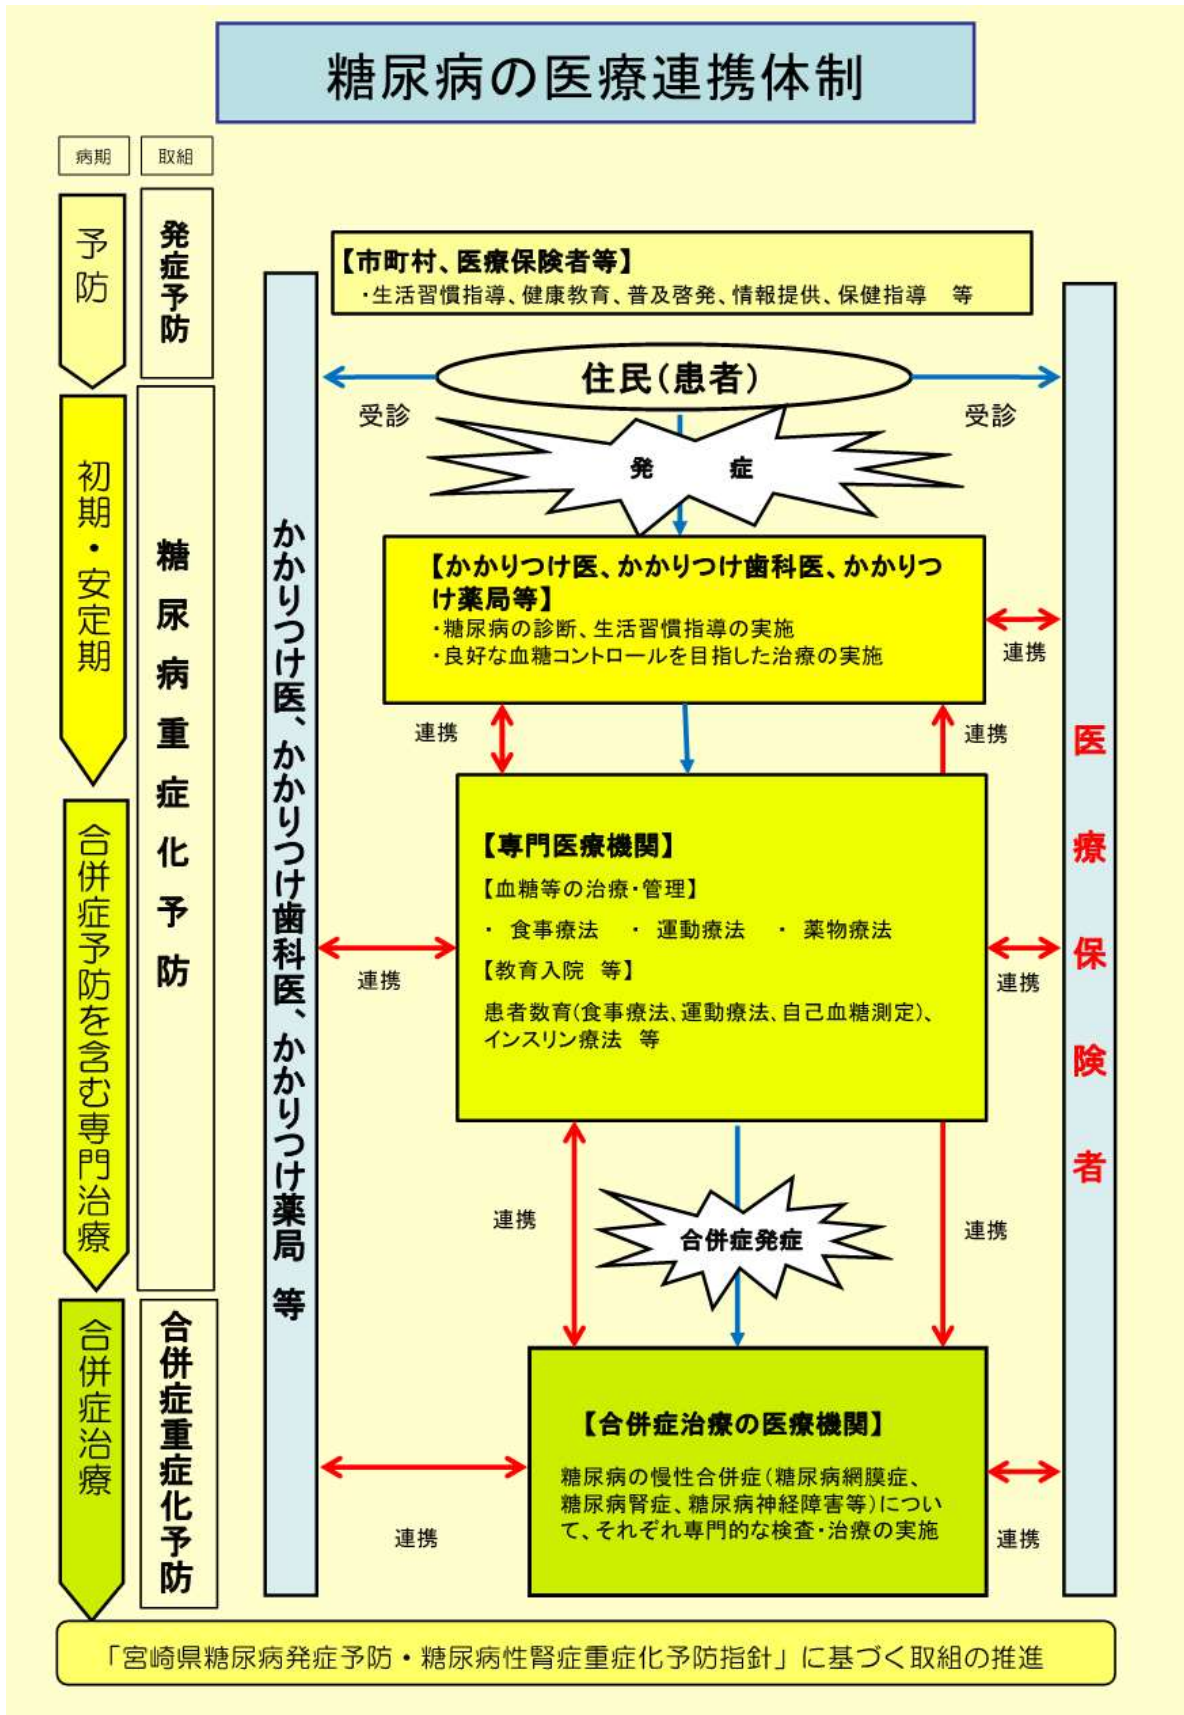 糖尿病の医療連携体制
病期
取組
予防
発症予防
【市町村、医療保険者等】
・生活習慣指導、健康教育、普及啓発、情報提供、保健指導　等
住民(患者)
受診
受診
発　　症
初期・安定期
糖尿病重症化予防
かかりつけ医、かかりつけ歯科医、かかりつけ薬局　等
医療保険者
【かかりつけ医、かかりつけ歯科医、かかりつ
け薬局等】
・糖尿病の診断、生活習慣指導の実施
・良好な血糖コントロールを目指した治療の実施
連携
連携
連携
合併症予防を含む専門治療
【専門医療機関】
【血糖等の治療・管理】
・ 食事療法　・ 運動療法　・ 薬物療法
【教育入院　等】
患者数育(食事療法、運動療法、自己血糖測定)、
インスリン療法　等
連携
連携
連携
合併症発症
連携
合併症治療
合併症重症化予防
【合併症治療の医療機関】
糖尿病の慢性合併症(糖尿病網膜症、
糖尿病腎症、糖尿病神経障害等)につい
て、それぞれ専門的な検査・治療の実施
連携
連携
「宮崎県糖尿病発症予防・糖尿病性腎症重症化予防指針」に基づく取組の推進